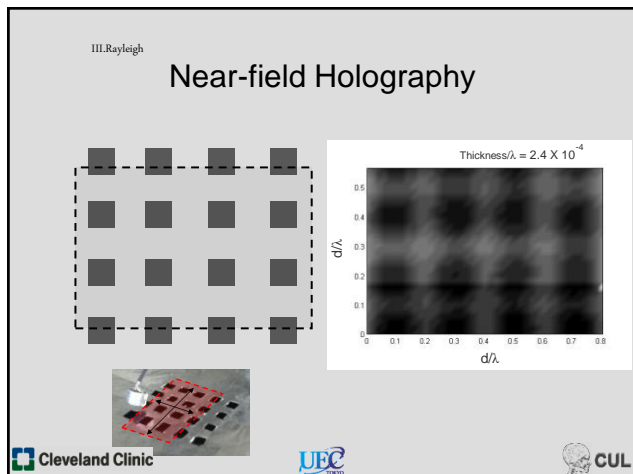 III.Rayleigh
Near-field Holography
Thickness/λ = 2.4 X 10^-4
d/λ
0.5
0.4
0.3
0.2
0.1
0
0 0.1 0.2 0.3 0.4 0.5 0.6 0.7 0.8
d/λ
Cleveland Clinic
UEC
TOKYO
CUL